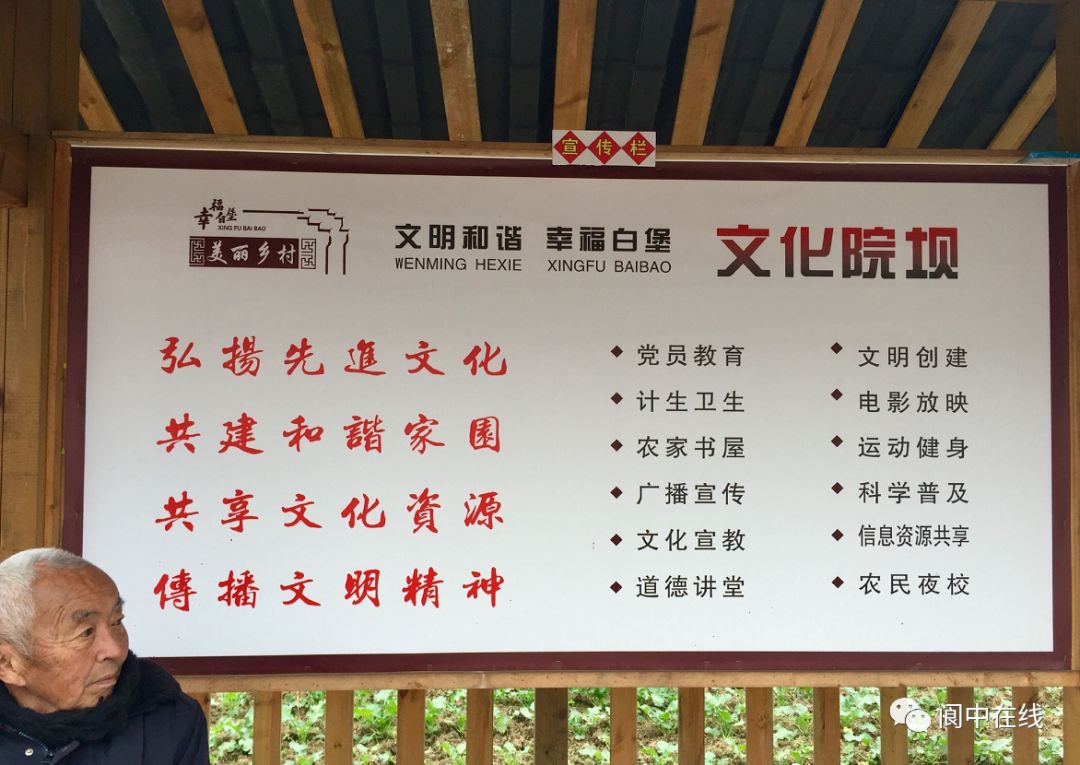 宣传栏
幸福白堡
XING FU BAI BAO
美丽乡村
文明和谐 幸福白堡
WENMING HEXIE XINGFU BAIBAO
文化院坝
弘揚先進文化
共建和諧家園
共享文化資源
傳播文明精神
党员教育
计生卫生
农家书屋
广播宣传
文化宣教
道德讲堂
文明创建
电影放映
运动健身
科学普及
信息资源共享
农民夜校
阆中在线